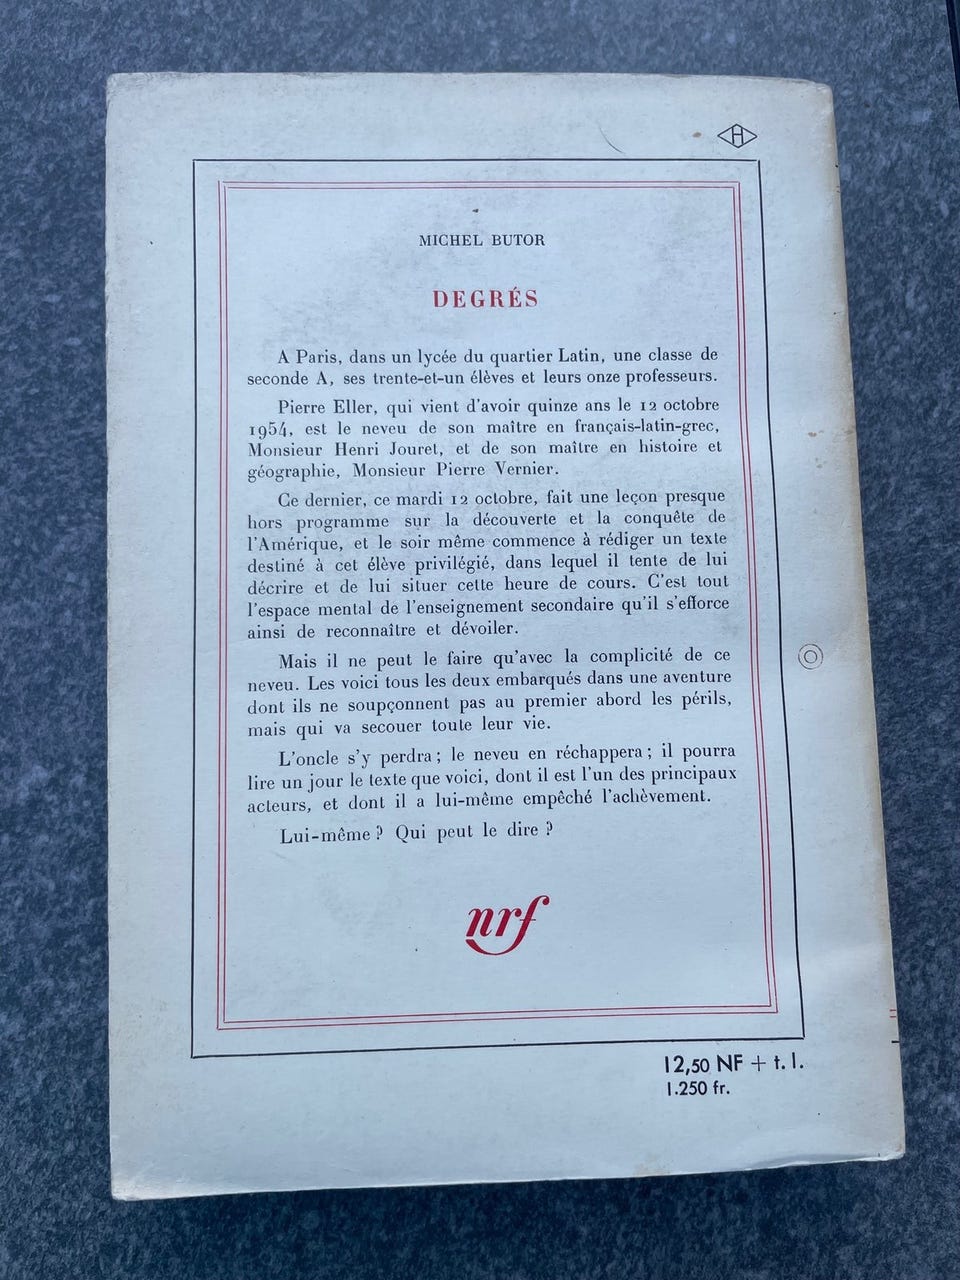 H
MICHEL BUTOR
DEGRÉS
A Paris, dans un lycée du quartier Latin, une classe de
seconde A, ses trente-et-un élèves et leurs onze professeurs.
Pierre Eller, qui vient d'avoir quinze ans le 12 octobre
1954, est le neveu de son maître en français-latin-grec,
Monsieur Henri Jouret, et de son maître en histoire et
géographie, Monsieur Pierre Vernier.
Ce dernier, ce mardi 12 octobre, fait une leçon presque
hors programme sur la découverte et la conquête de
l'Amérique, et le soir même commence à rédiger un texte
destiné à cet élève privilégié, dans lequel il tente de lui
décrire et de lui situer cette heure de cours. C'est tout
l'espace mental de l'enseignement secondaire qu'il s'efforce
ainsi de reconnaître et dévoiler.
Mais il ne peut le faire qu'avec la complicité de ce
neveu. Les voici tous les deux embarqués dans une aventure
dont ils ne soupçonnent pas au premier abord les périls,
mais qui va secouer toute leur vie.
L'oncle s'y perdra ; le neveu en réchappera ; il pourra
lire un jour le texte que voici, dont il est l'un des principaux
acteurs, et dont il a lui-même empêché l'achèvement.
Lui-même ? Qui peut le dire ?
nrf
12,50 NF + t. l.
1.250 fr.